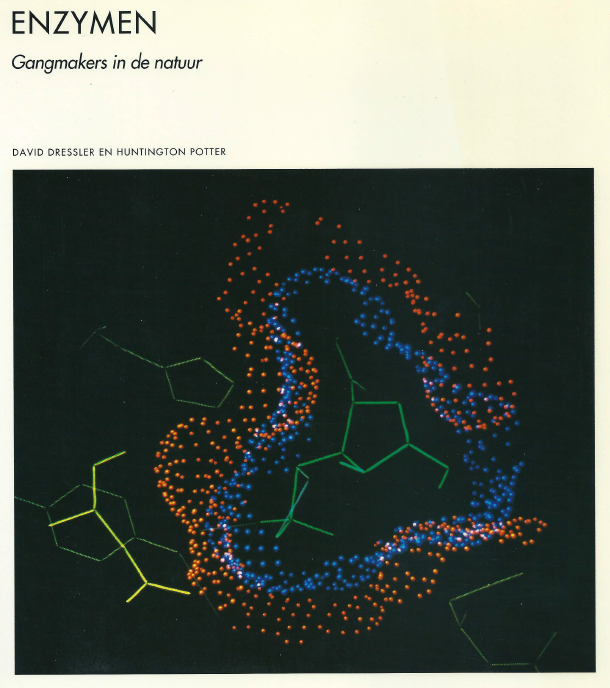 ENZYMEN
Gangmakers in de natuur
DAVID DRESSLER EN HUNTINGTON POTTER